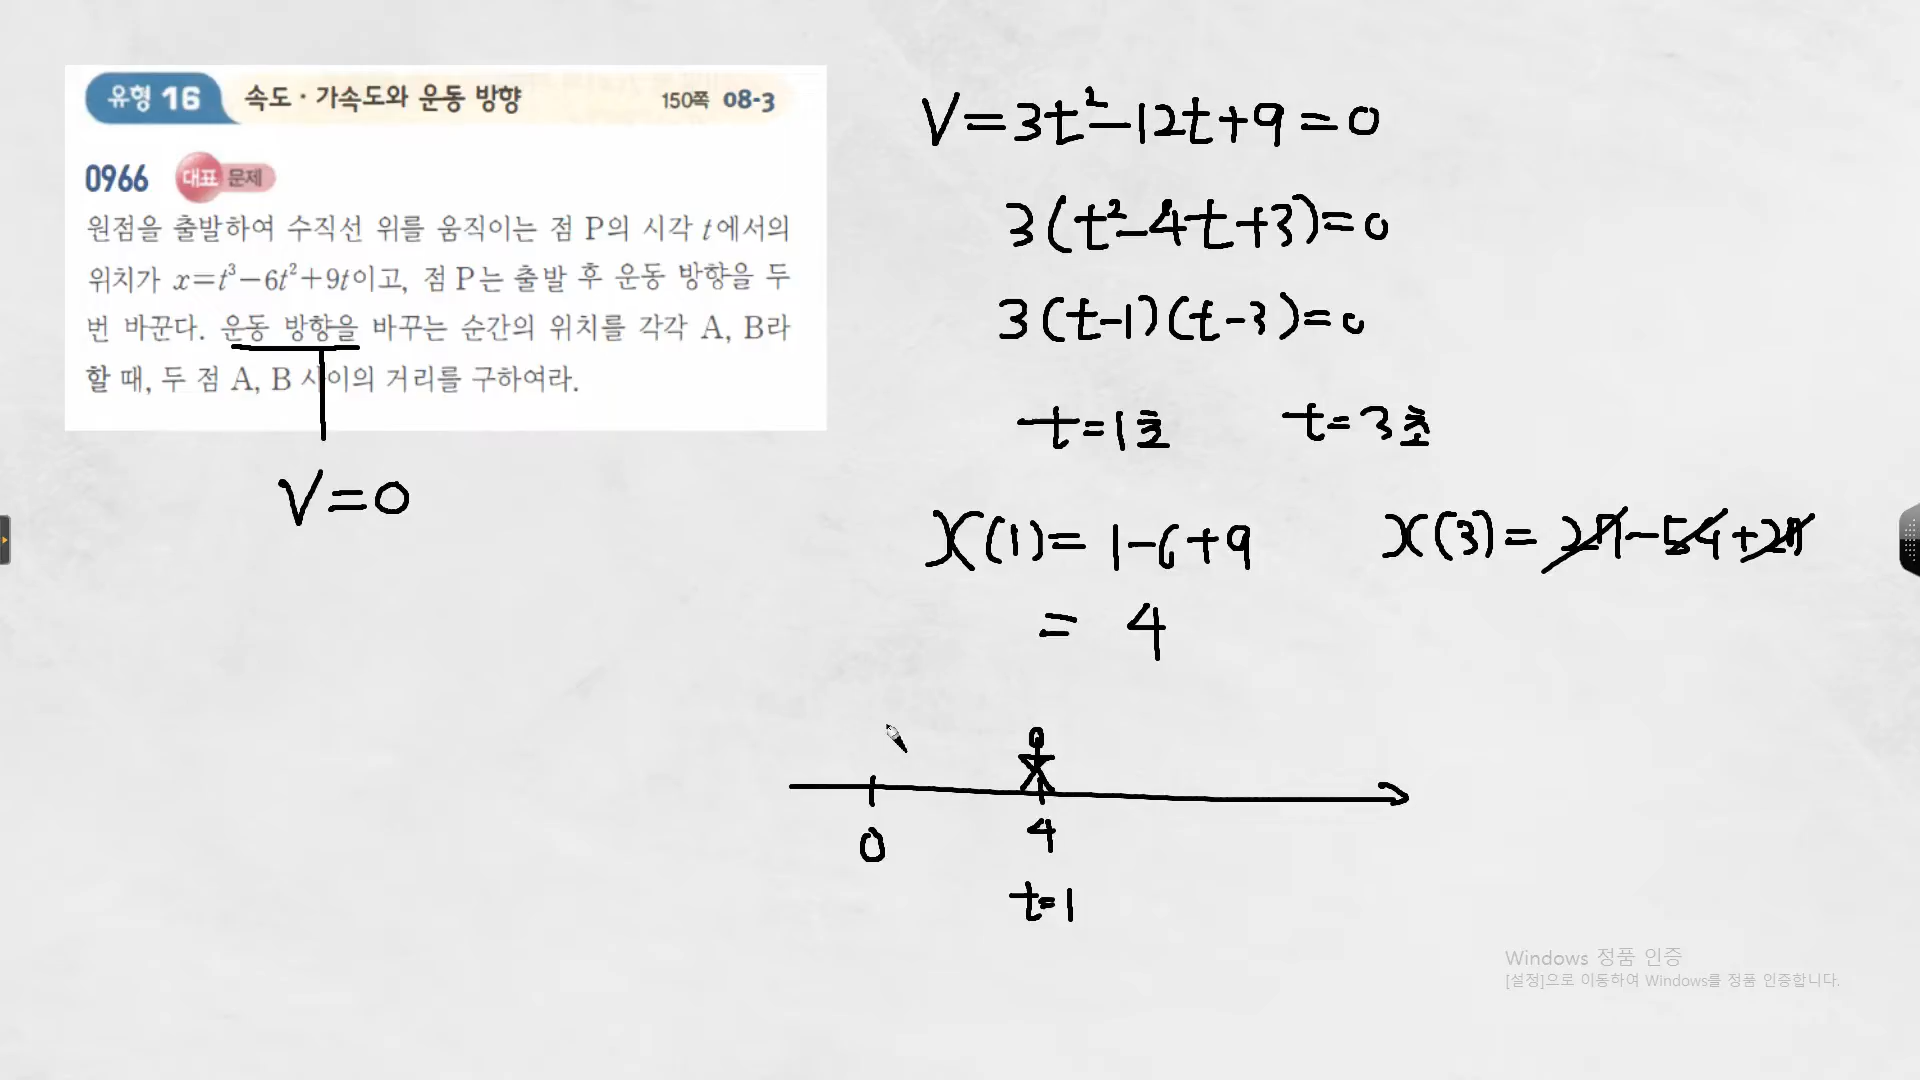 유형 16 속도·가속도와 운동 방향 150쪽 08-3
0966 대표 문제
원점을 출발하여 수직선 위를 움직이는 점 P의 시각 t에서의
위치가 x=t³-6t²+9t이고, 점 P는 출발 후 운동 방향을 두
번 바꾼다. 운동 방향을 바꾸는 순간의 위치를 각각 A, B라
할 때, 두 점 A, B 사이의 거리를 구하여라.
V=0
V=3t²-12t+9=0
3(t²-4t+3)=0
3(t-1)(t-3)=0
t=1초 t=3초
X(1)=1-6+9 X(3)=27-54+27
= 4
0 4
t=1
Windows 정품 인증
[설정]으로 이동하여 Windows를 정품 인증합니다.